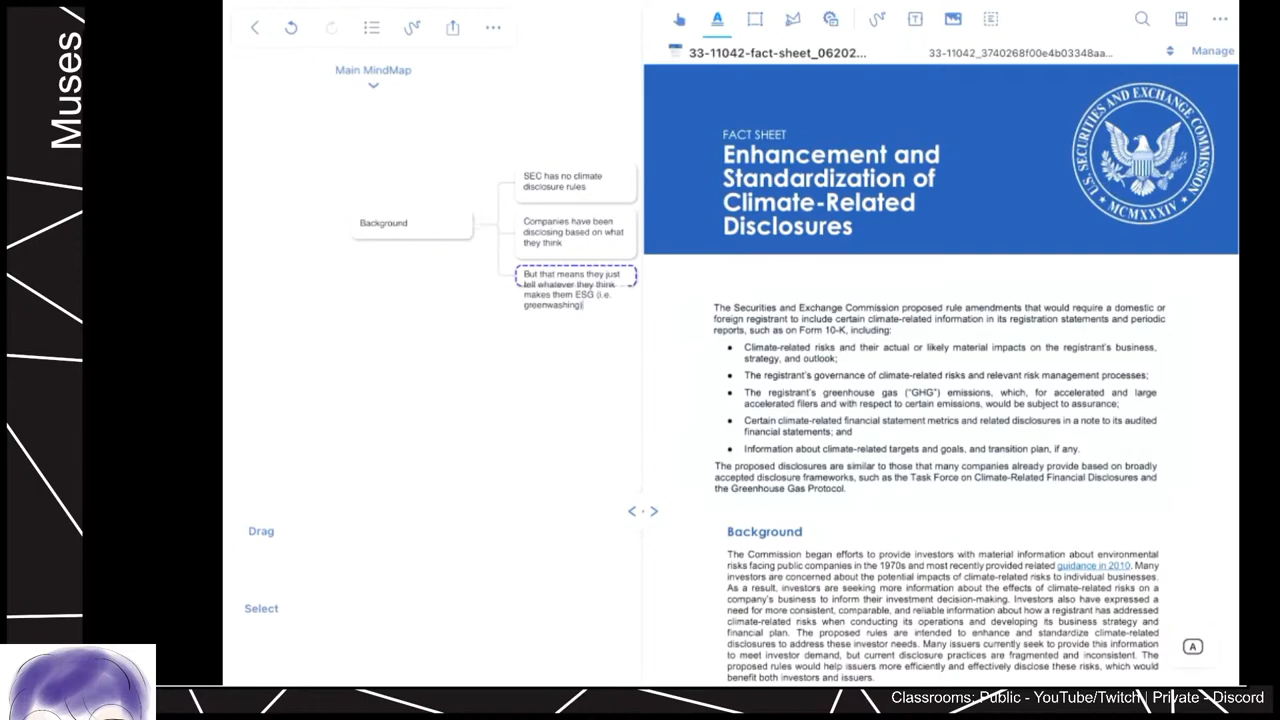 Muses
Main MindMap
Background
SEC has no climate
disclosure rules
Companies have been
disclosing based on what
they think
But that means they just
tell whatever they think
makes them ESG (i.e.
greenwashing)
Drag
Select
33-11042-fact-sheet_06202...
33-11042_3740268f00e4b03348aa...
Manage
FACT SHEET
Enhancement and
Standardization of
Climate-Related
Disclosures
U.S. SECURITIES AND EXCHANGE COMMISSION
MCMXXXIV
The Securities and Exchange Commission proposed rule amendments that would require a domestic or
foreign registrant to include certain climate-related information in its registration statements and periodic
reports, such as on Form 10-K, including:
• Climate-related risks and their actual or likely material impacts on the registrant's business,
strategy, and outlook;
• The registrant's governance of climate-related risks and relevant risk management processes;
• The registrant's greenhouse gas ("GHG") emissions, which, for accelerated and large
accelerated filers and with respect to certain emissions, would be subject to assurance;
• Certain climate-related financial statement metrics and related disclosures in a note to its audited
financial statements; and
• Information about climate-related targets and goals, and transition plan, if any.
The proposed disclosures are similar to those that many companies already provide based on broadly
accepted disclosure frameworks, such as the Task Force on Climate-Related Financial Disclosures and
the Greenhouse Gas Protocol.
Background
The Commission began efforts to provide investors with material information about environmental
risks facing public companies in the 1970s and most recently provided related guidance in 2010. Many
investors are concerned about the potential impacts of climate-related risks to individual businesses.
As a result, investors are seeking more information about the effects of climate-related risks on a
company's business to inform their investment decision-making. Investors also have expressed a
need for more consistent, comparable, and reliable information about how a registrant has addressed
climate-related risks when conducting its operations and developing its business strategy and
financial plan. The proposed rules are intended to enhance and standardize climate-related
disclosures to address these investor needs. Many issuers currently seek to provide this information
to meet investor demand, but current disclosure practices are fragmented and inconsistent. The
proposed rules would help issuers more efficiently and effectively disclose these risks, which would
benefit both investors and issuers.
A
Classrooms: Public - YouTube/Twitch | Private - Discord